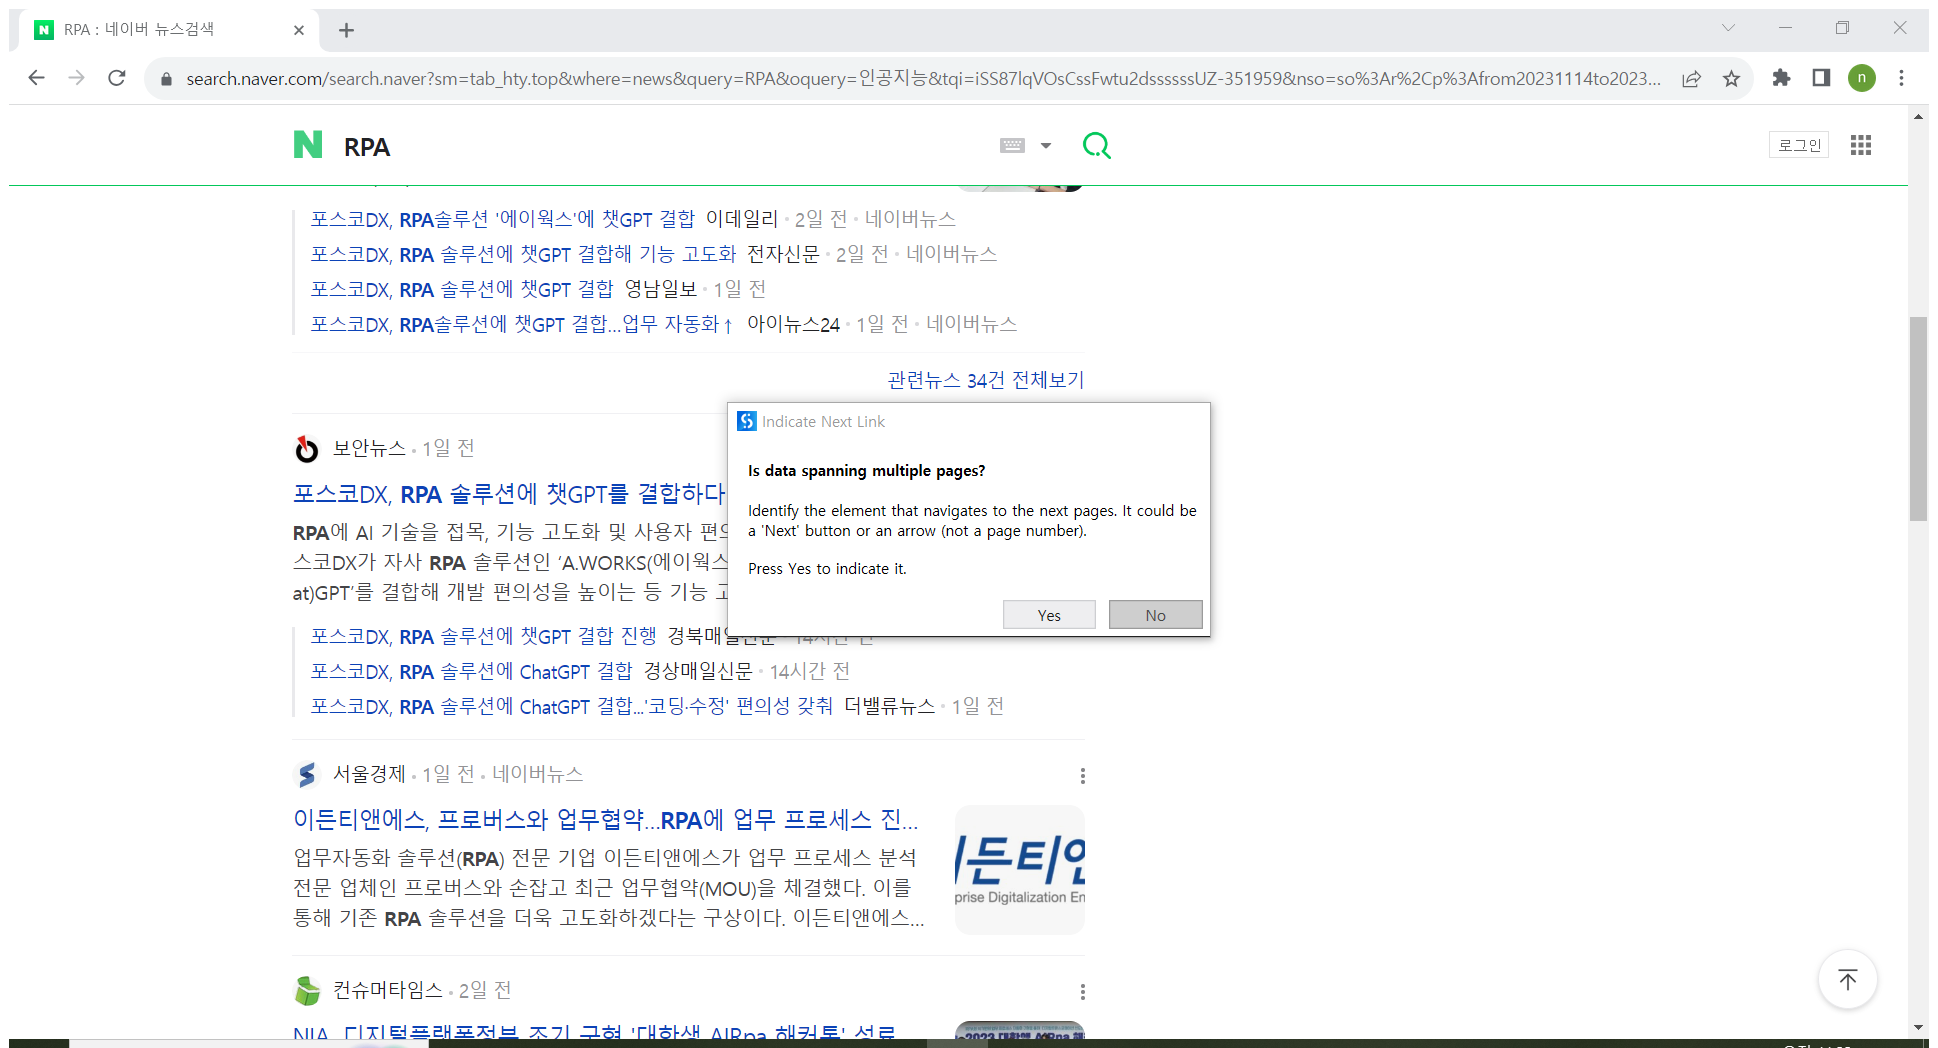 RPA : 네이버 뉴스검색
search.naver.com/search.naver?sm=tab_hty.top&where=news&query=RPA&oquery=인공지능&tqi=iSS87lqVOsCssFwtu2dssssssUZ-351959&nso=so%3Ar%2Cp%3Afrom20231114to2023...
n
N RPA
로그인
포스코DX, RPA솔루션 '에이웍스'에 챗GPT 결합 이데일리 · 2일 전 · 네이버뉴스
포스코DX, RPA 솔루션에 챗GPT 결합해 기능 고도화 전자신문 · 2일 전 · 네이버뉴스
포스코DX, RPA 솔루션에 챗GPT 결합 영남일보 · 1일 전
포스코DX, RPA솔루션에 챗GPT 결합...업무 자동화↑ 아이뉴스24 · 1일 전 · 네이버뉴스
관련뉴스 34건 전체보기
Indicate Next Link
Is data spanning multiple pages?
Identify the element that navigates to the next pages. It could be
a 'Next' button or an arrow (not a page number).
Press Yes to indicate it.
Yes No
보안뉴스 · 1일 전
포스코DX, RPA 솔루션에 챗GPT를 결합하다
RPA에 AI 기술을 접목, 기능 고도화 및 사용자
스코DX가 자사 RPA 솔루션인 ‘A.WORKS(에이웍스
at)GPT’를 결합해 개발 편의성을 높이는 등 기능
포스코DX, RPA 솔루션에 챗GPT 결합 진행 경북매일신문 · 14시간 전
포스코DX, RPA 솔루션에 ChatGPT 결합 경상매일신문 · 14시간 전
포스코DX, RPA 솔루션에 ChatGPT 결합...'코딩·수정' 편의성 갖춰 더밸류뉴스 · 1일 전
서울경제 · 1일 전 · 네이버뉴스
이든티앤에스, 프로버스와 업무협약...RPA에 업무 프로세스 진...
업무자동화 솔루션(RPA) 전문 기업 이든티앤에스가 업무 프로세스 분석
전문 업체인 프로버스와 손잡고 최근 업무협약(MOU)을 체결했다. 이를
통해 기존 RPA 솔루션을 더욱 고도화하겠다는 구상이다. 이든티앤에스...
이든티앤
prise Digitalization En
컨슈머타임스 · 2일 전
NIA, 디지털플랫폼정부 조기 구현 '대학생 AIRpa 해커톤' 성료